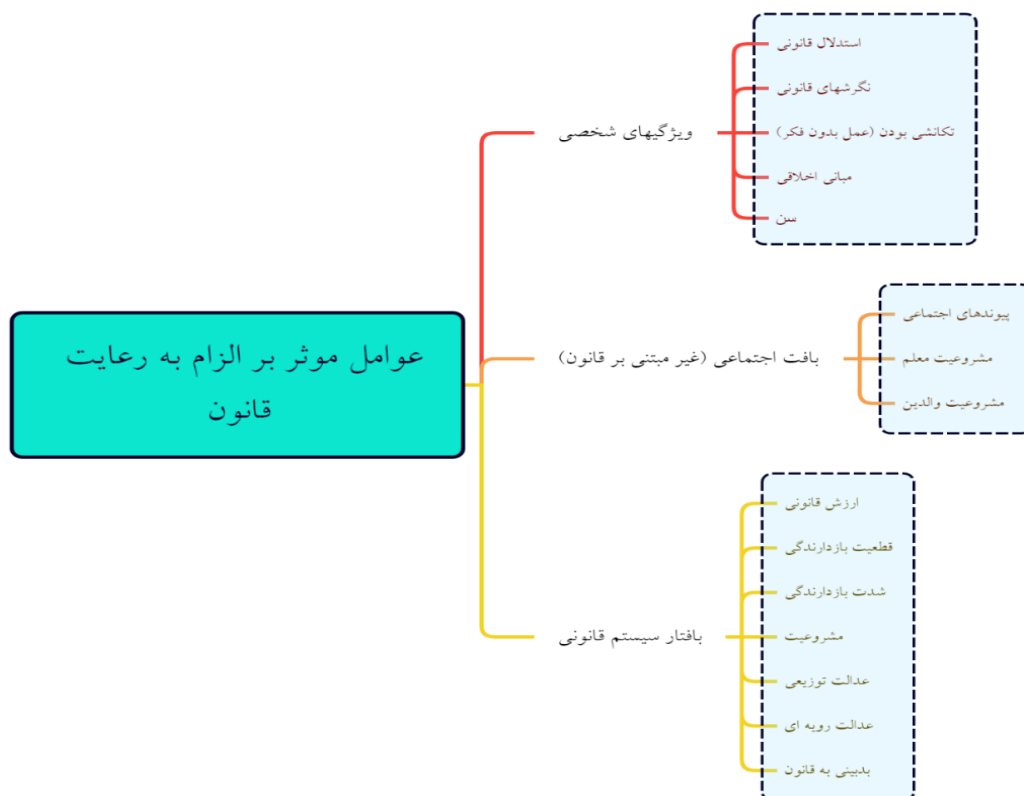 عوامل موثر بر الزام به رعایت
قانون
ویژگیهای شخصی
استدلال قانونی
نگرشهای قانونی
تکانشی بودن (عمل بدون فکر)
مبانی اخلاقی
سن
بافت اجتماعی (غیر مبتنی بر قانون)
پیوندهای اجتماعی
مشروعیت معلم
مشروعیت والدین
بافتار سیستم قانونی
ارزش قانونی
قطعیت بازدارندگی
شدت بازدارندگی
مشروعیت
عدالت توزیعی
عدالت رویه ای
بدبینی به قانون